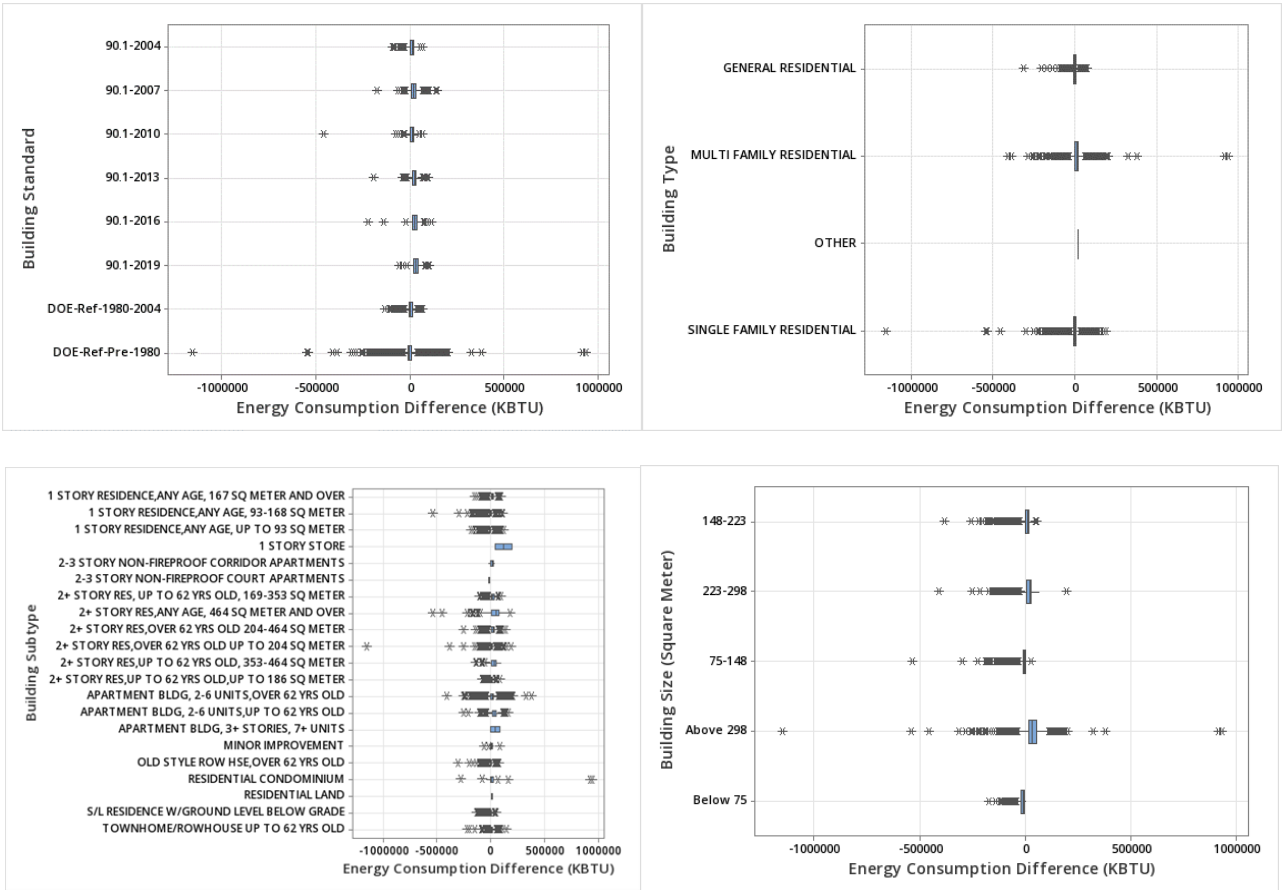 Building Standard
90.1-2004
90.1-2007
90.1-2010
90.1-2013
90.1-2016
90.1-2019
DOE-Ref-1980-2004
DOE-Ref-Pre-1980
-1000000 -500000 0 500000 1000000
Energy Consumption Difference (KBTU)
Building Type
GENERAL RESIDENTIAL
MULTI FAMILY RESIDENTIAL
OTHER
SINGLE FAMILY RESIDENTIAL
-1000000 -500000 0 500000 1000000
Energy Consumption Difference (KBTU)
Building Subtype
1 STORY RESIDENCE,ANY AGE, 167 SQ METER AND OVER
1 STORY RESIDENCE,ANY AGE, 93-168 SQ METER
1 STORY RESIDENCE,ANY AGE, UP TO 93 SQ METER
1 STORY STORE
2-3 STORY NON-FIREPROOF CORRIDOR APARTMENTS
2-3 STORY NON-FIREPROOF COURT APARTMENTS
2+ STORY RES, UP TO 62 YRS OLD, 169-353 SQ METER
2+ STORY RES,ANY AGE, 464 SQ METER AND OVER
2+ STORY RES,OVER 62 YRS OLD 204-464 SQ METER
2+ STORY RES,OVER 62 YRS OLD UP TO 204 SQ METER
2+ STORY RES,UP TO 62 YRS OLD, 353-464 SQ METER
2+ STORY RES,UP TO 62 YRS OLD,UP TO 186 SQ METER
APARTMENT BLDG, 2-6 UNITS,OVER 62 YRS OLD
APARTMENT BLDG, 2-6 UNITS,UP TO 62 YRS OLD
APARTMENT BLDG, 3+ STORIES, 7+ UNITS
MINOR IMPROVEMENT
OLD STYLE ROW HSE,OVER 62 YRS OLD
RESIDENTIAL CONDOMINIUM
RESIDENTIAL LAND
S/L RESIDENCE W/GROUND LEVEL BELOW GRADE
TOWNHOME/ROWHOUSE UP TO 62 YRS OLD
-1000000 -500000 0 500000 1000000
Energy Consumption Difference (KBTU)
Building Size (Square Meter)
148-223
223-298
75-148
Above 298
Below 75
-1000000 -500000 0 500000 1000000
Energy Consumption Difference (KBTU)